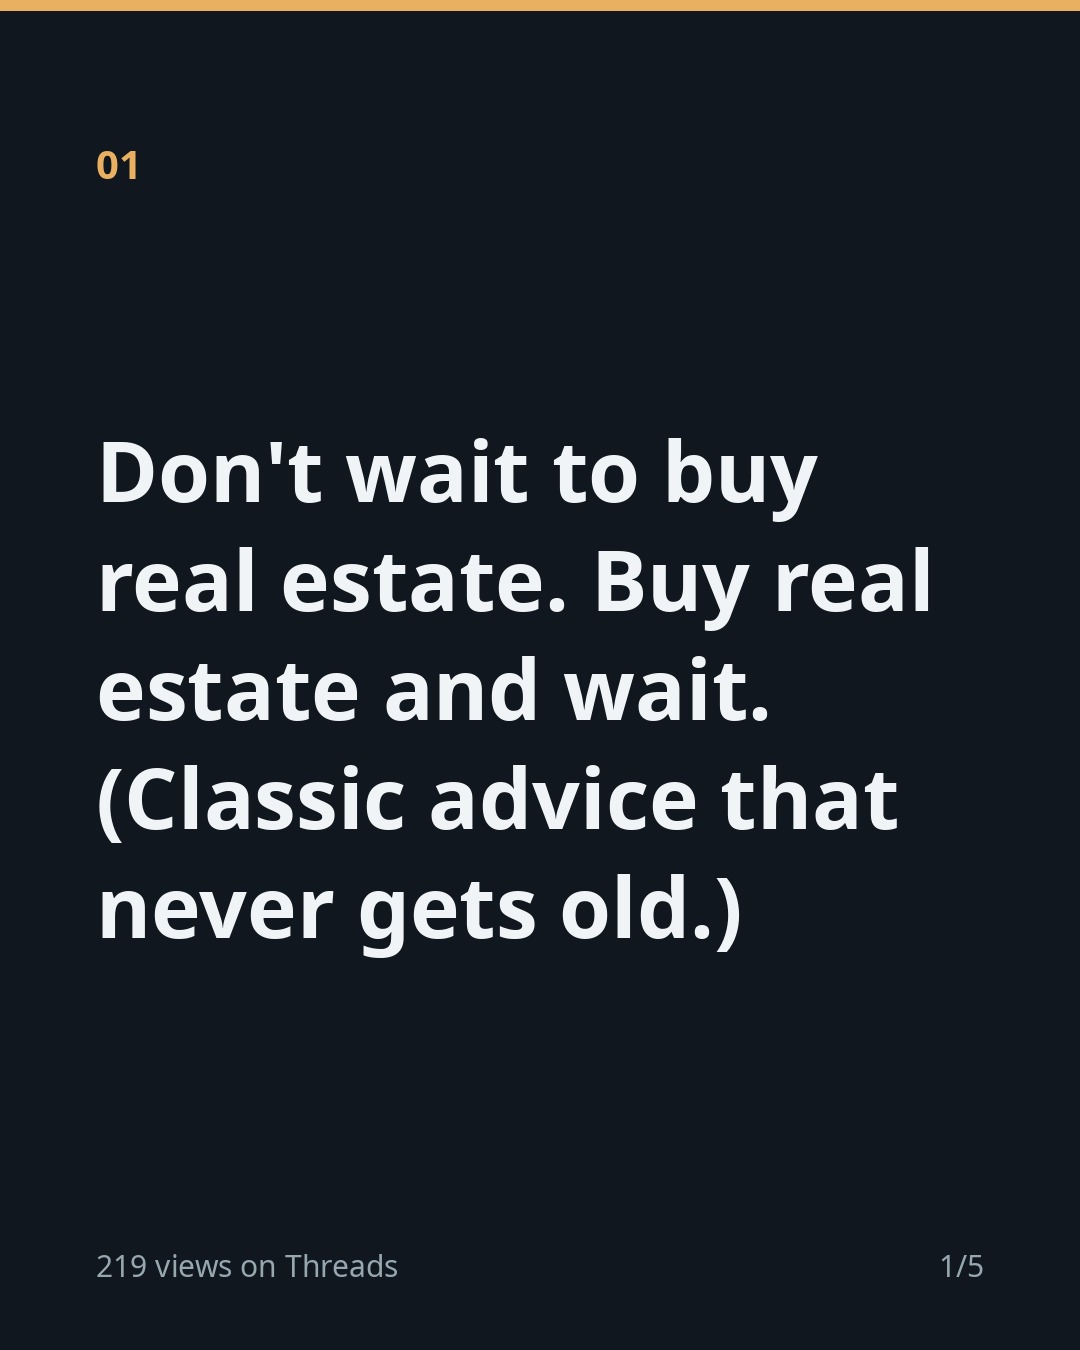 01
Don't wait to buy
real estate. Buy real
estate and wait.
(Classic advice that
never gets old.)
219 views on Threads
1/5